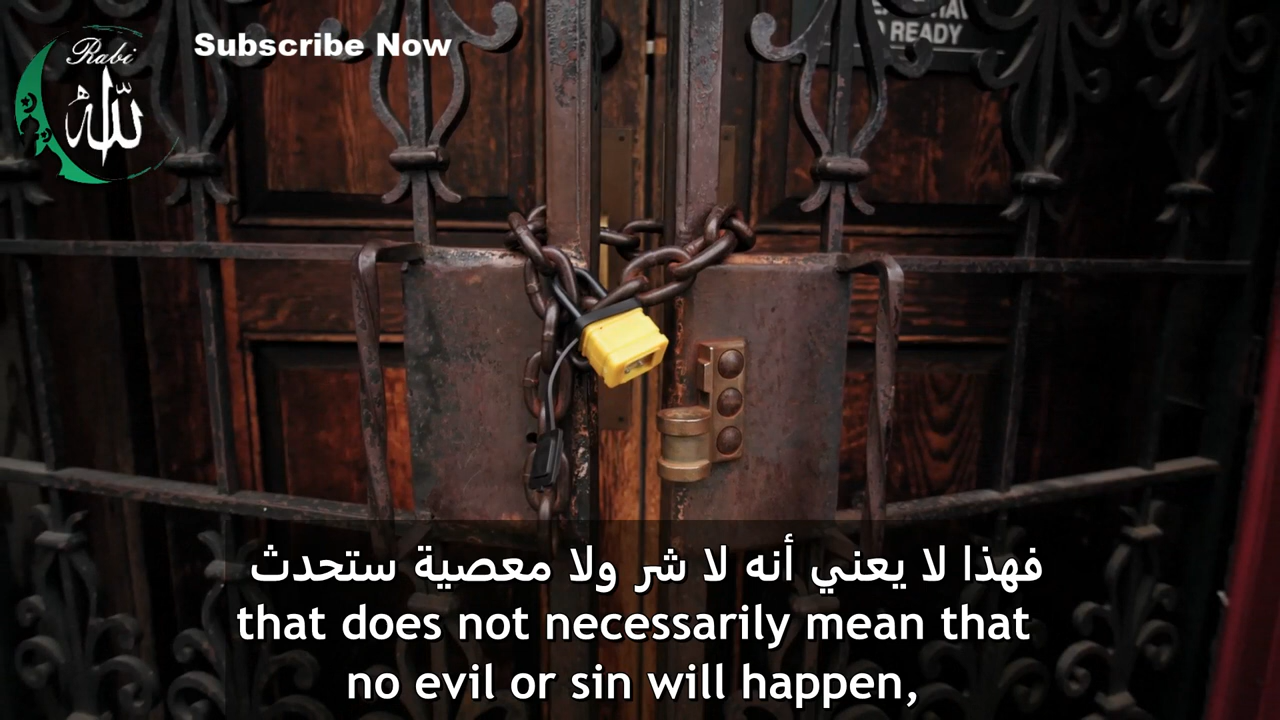 Rabi
الله
Subscribe Now
READY
فهذا لا يعني أنه لا شر ولا معصية ستحدث
that does not necessarily mean that
no evil or sin will happen,